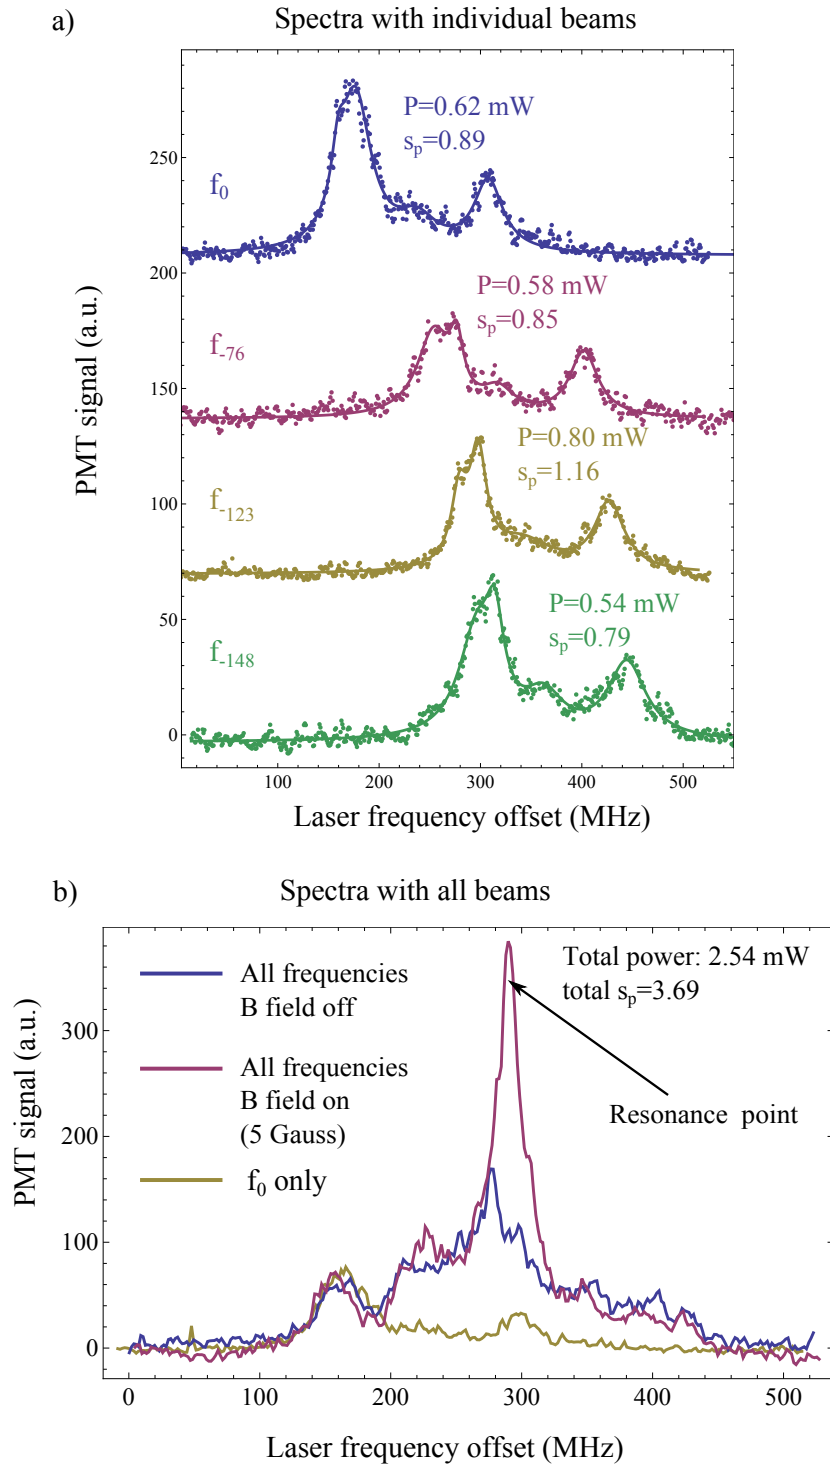 a)
Spectra with individual beams
P=0.62 mW
s_p=0.89
f_0
P=0.58 mW
s_p=0.85
f_-76
P=0.80 mW
s_p=1.16
f_-123
P=0.54 mW
s_p=0.79
f_-148
PMT signal (a.u.)
250
200
150
100
50
0
100 200 300 400 500
Laser frequency offset (MHz)
b)
Spectra with all beams
All frequencies
B field off
All frequencies
B field on
(5 Gauss)
f_0 only
Total power: 2.54 mW
total s_p=3.69
Resonance point
PMT signal (a.u.)
300
200
100
0
0 100 200 300 400 500
Laser frequency offset (MHz)